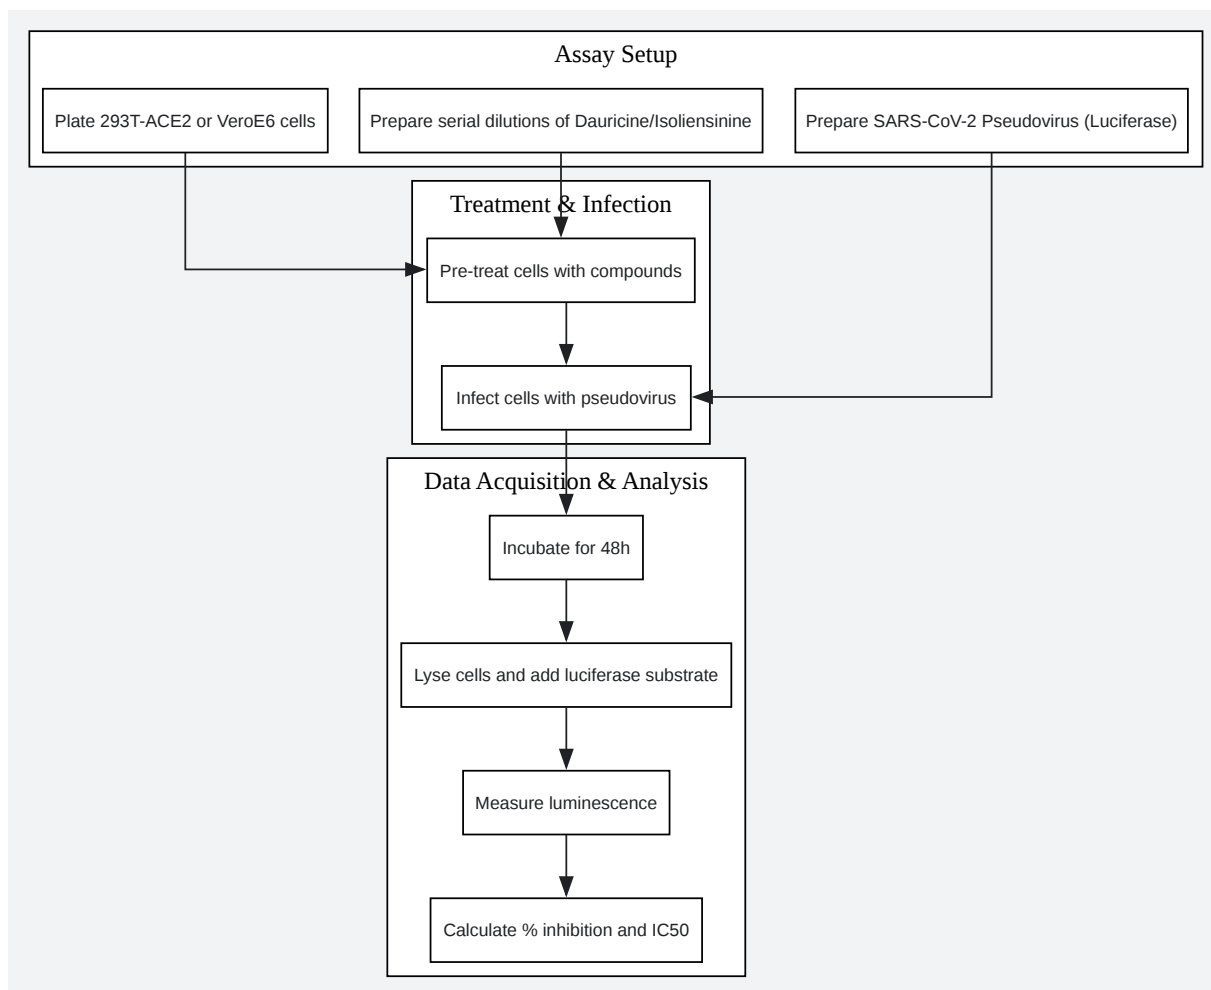 Assay Setup
Plate 293T-ACE2 or VeroE6 cells
Prepare serial dilutions of Dauricine/Isoliensinine
Prepare SARS-CoV-2 Pseudovirus (Luciferase)
Treatment & Infection
Pre-treat cells with compounds
Infect cells with pseudovirus
Data Acquisition & Analysis
Incubate for 48h
Lyse cells and add luciferase substrate
Measure luminescence
Calculate % inhibition and IC50